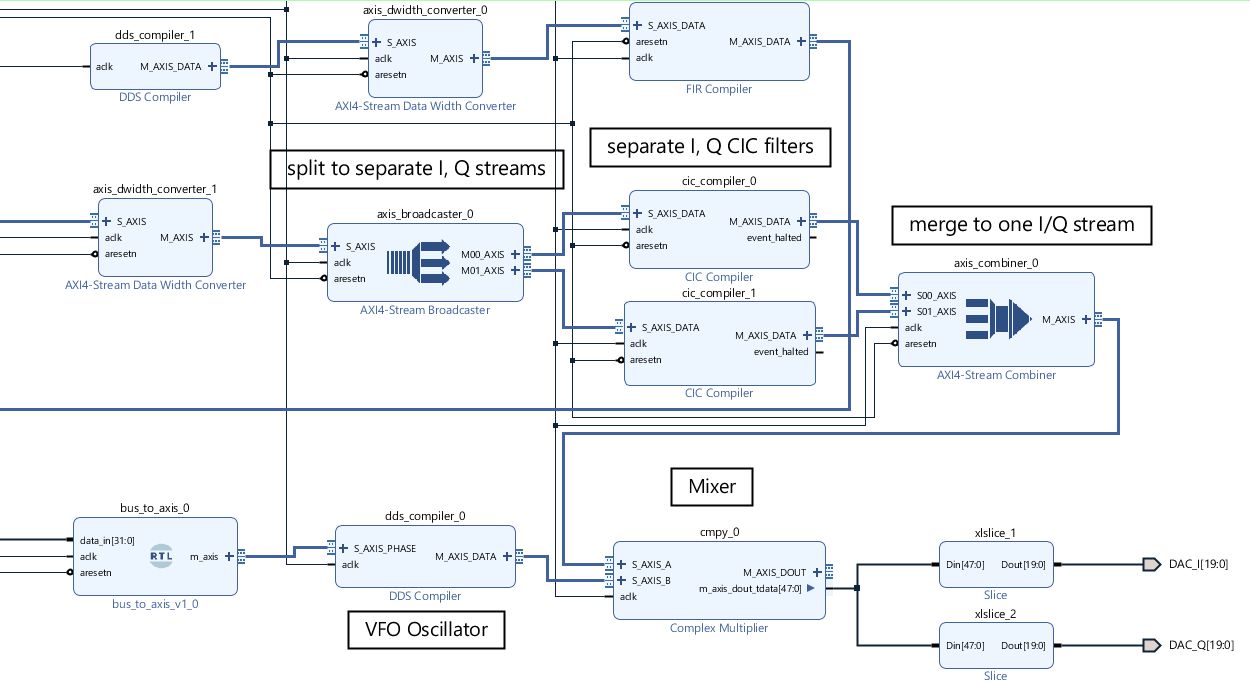 dds_compiler_1
aclk
M_AXIS_DATA
DDS Compiler
axis_dwidth_converter_0
S_AXIS
aclk
aresetn
M_AXIS
AXI4-Stream Data Width Converter
S_AXIS_DATA
aresetn
aclk
M_AXIS_DATA
FIR Compiler
split to separate I, Q streams
separate I, Q CIC filters
axis_dwidth_converter_1
S_AXIS
aclk
aresetn
M_AXIS
AXI4-Stream Data Width Converter
axis_broadcaster_0
S_AXIS
aclk
aresetn
M00_AXIS
M01_AXIS
AXI4-Stream Broadcaster
cic_compiler_0
S_AXIS_DATA
aclk
aresetn
M_AXIS_DATA
event_halted
CIC Compiler
cic_compiler_1
S_AXIS_DATA
aclk
aresetn
M_AXIS_DATA
event_halted
CIC Compiler
merge to one I/Q stream
axis_combiner_0
S00_AXIS
S01_AXIS
aclk
aresetn
M_AXIS
AXI4-Stream Combiner
bus_to_axis_0
data_in[31:0]
aclk
aresetn
RTL
m_axis
bus_to_axis_v1_0
dds_compiler_0
S_AXIS_PHASE
aclk
M_AXIS_DATA
DDS Compiler
VFO Oscillator
Mixer
cmpy_0
S_AXIS_A
S_AXIS_B
aclk
M_AXIS_DOUT
m_axis_dout_tdata[47:0]
Complex Multiplier
xlslice_1
Din[47:0]
Dout[19:0]
Slice
DAC_I[19:0]
xlslice_2
Din[47:0]
Dout[19:0]
Slice
DAC_Q[19:0]